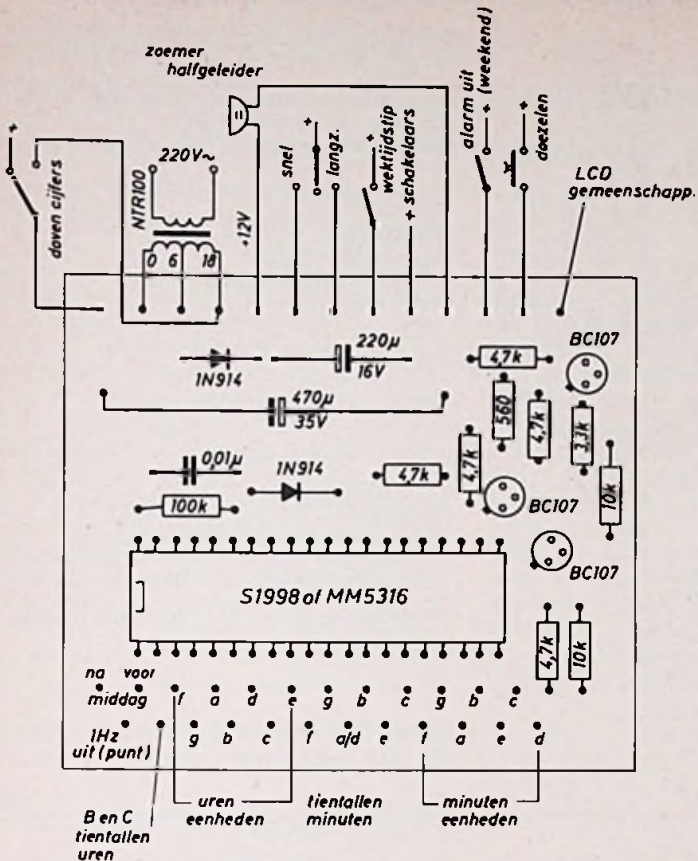 zoemer
halfgeleider
doven cijfers
+
NTR100
220V~
0 6 18
+12V
snel
+
langz.
+
wektijdstip
+ schakelaars
alarm uit
(weekend)
+
+
doezelen
LCD
gemeenschapp.
1N914
220µ
16V
470µ
35V
0,01µ
100k
1N914
4,7k
BC107
560
4,7k
3,3k
4,7k
4,7k
BC107
10k
BC107
S1998 of MM5316
4,7k
10k
na voor
middag
f a d e g b c g b c
1Hz
uit (punt)
g b c f a/d e f a e d
B en C
tientallen
uren
uren
eenheden
tientallen
minuten
minuten
eenheden